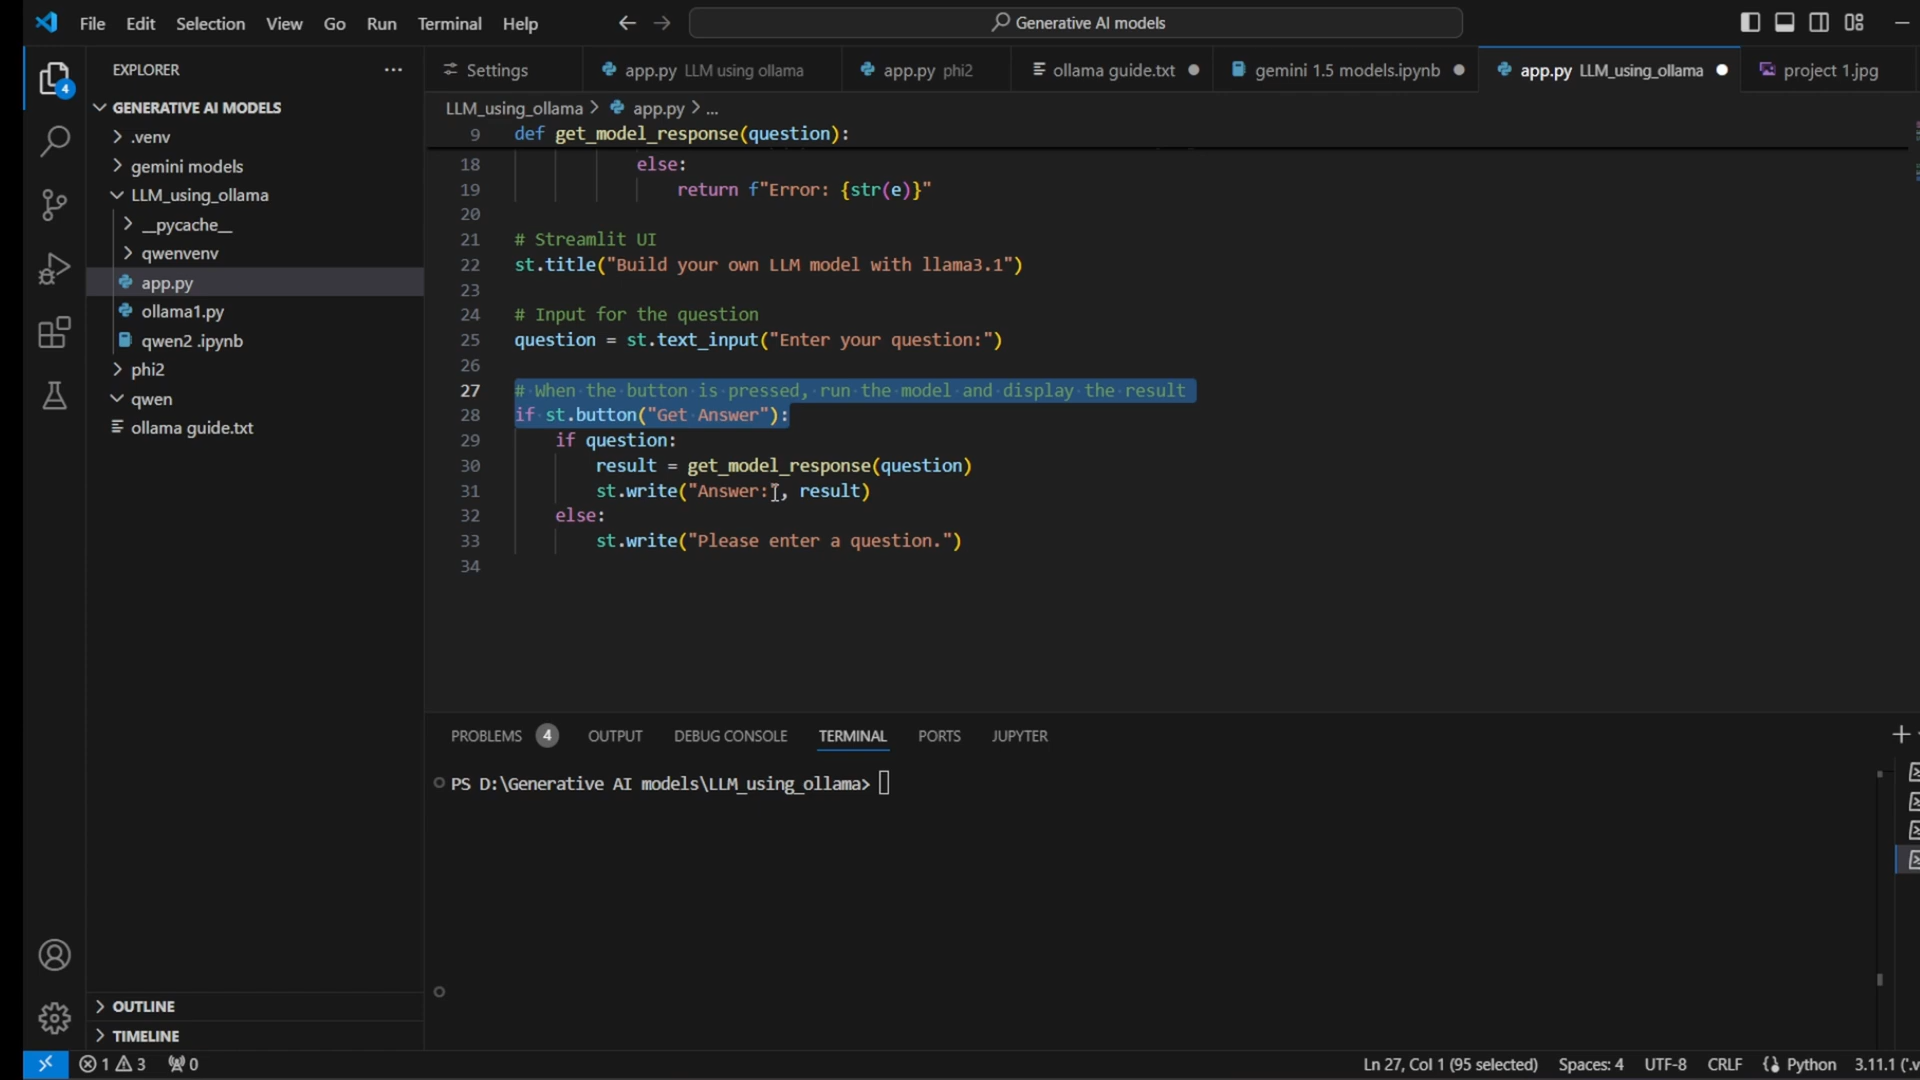 File Edit Selection View Go Run Terminal Help
Generative AI models
EXPLORER
Settings
app.py LLM using ollama
app.py phi2
ollama guide.txt
gemini 1.5 models.ipynb
app.py LLM_using_ollama
project 1.jpg
4
GENERATIVE AI MODELS
.venv
gemini models
LLM_using_ollama
__pycache__
qwenvenv
app.py
ollama1.py
qwen2 .ipynb
phi2
qwen
ollama guide.txt
LLM_using_ollama > app.py > ...
9 def get_model_response(question):
18 else:
19 return f"Error: {str(e)}"
20
21 # Streamlit UI
22 st.title("Build your own LLM model with llama3.1")
23
24 # Input for the question
25 question = st.text_input("Enter your question:")
26
27 # When the button is pressed, run the model and display the result
28 if st.button("Get Answer"):
29 if question:
30 result = get_model_response(question)
31 st.write("Answer:", result)
32 else:
33 st.write("Please enter a question.")
34
PROBLEMS 4 OUTPUT DEBUG CONSOLE TERMINAL PORTS JUPYTER
PS D:\Generative AI models\LLM_using_ollama>
OUTLINE
TIMELINE
1 3 0
Ln 27, Col 1 (95 selected) Spaces: 4 UTF-8 CRLF Python 3.11.1 ('.v